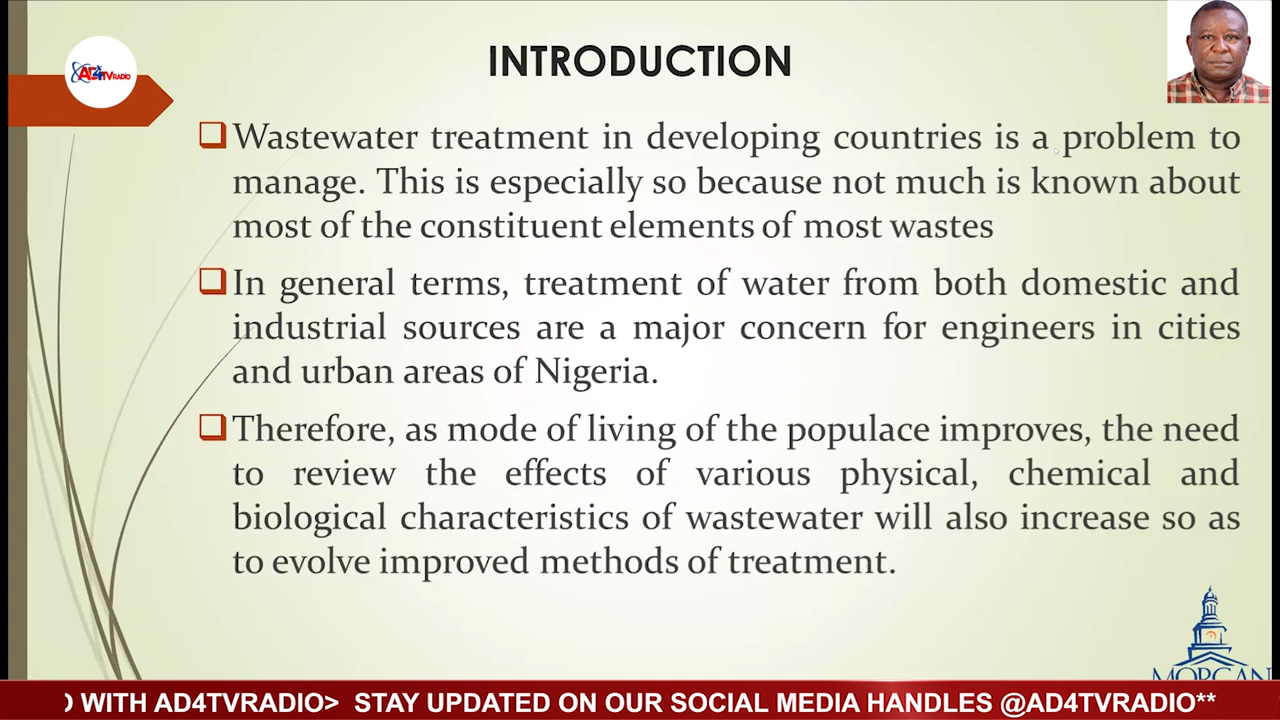 INTRODUCTION
AD4TVRADIO
Wastewater treatment in developing countries is a problem to
manage. This is especially so because not much is known about
most of the constituent elements of most wastes
In general terms, treatment of water from both domestic and
industrial sources are a major concern for engineers in cities
and urban areas of Nigeria.
Therefore, as mode of living of the populace improves, the need
to review the effects of various physical, chemical and
biological characteristics of wastewater will also increase so as
to evolve improved methods of treatment.
MORGAN
WITH AD4TVRADIO> STAY UPDATED ON OUR SOCIAL MEDIA HANDLES @AD4TVRADIO**